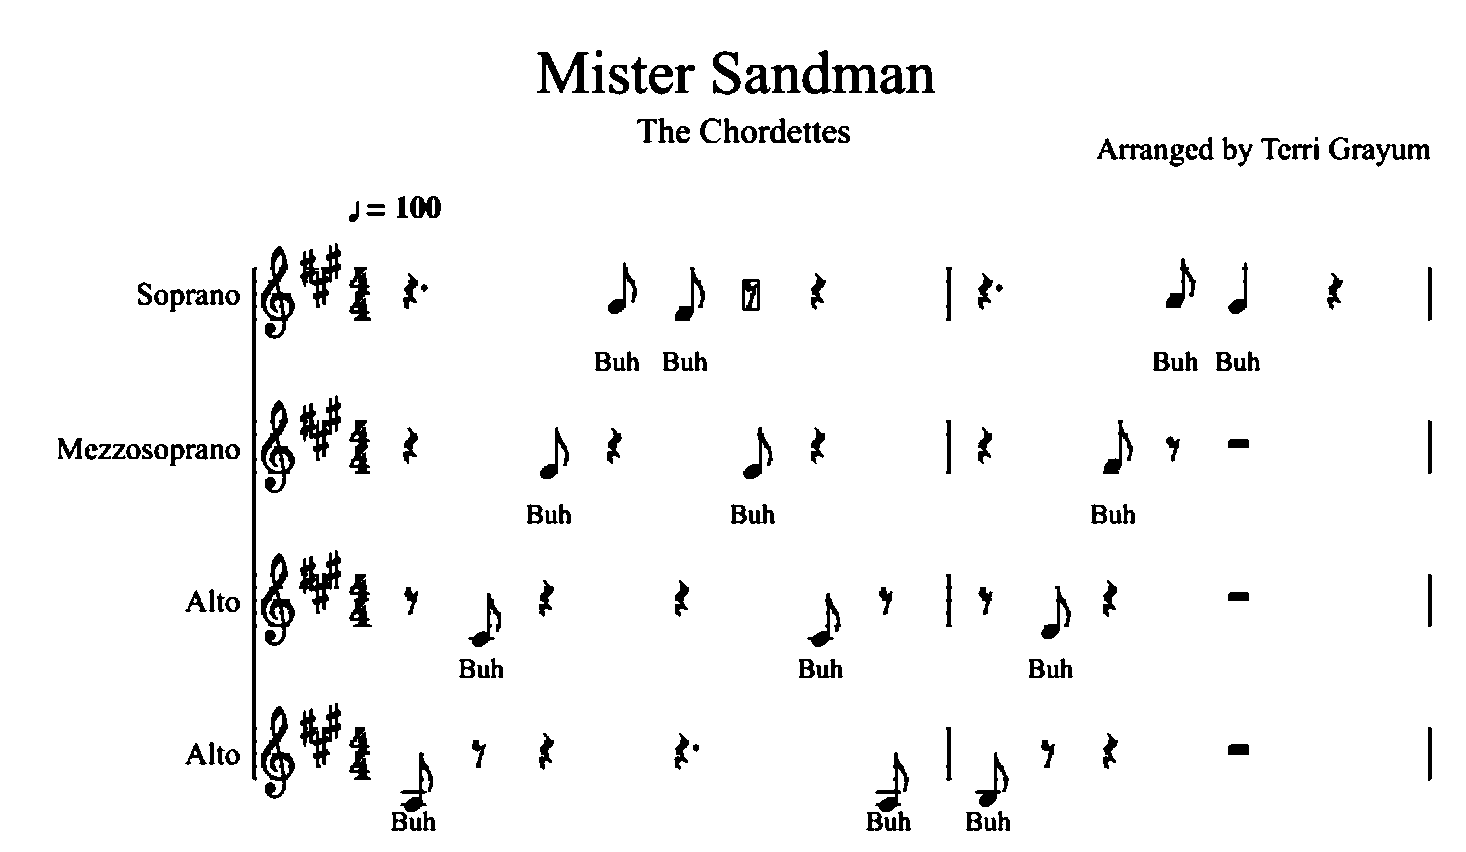 Mister Sandman
The Chordettes
Arranged by Terri Grayum
♩ = 100
Soprano
Buh Buh Buh Buh
Mezzosoprano
Buh Buh Buh
Alto
Buh Buh Buh
Alto
Buh Buh Buh